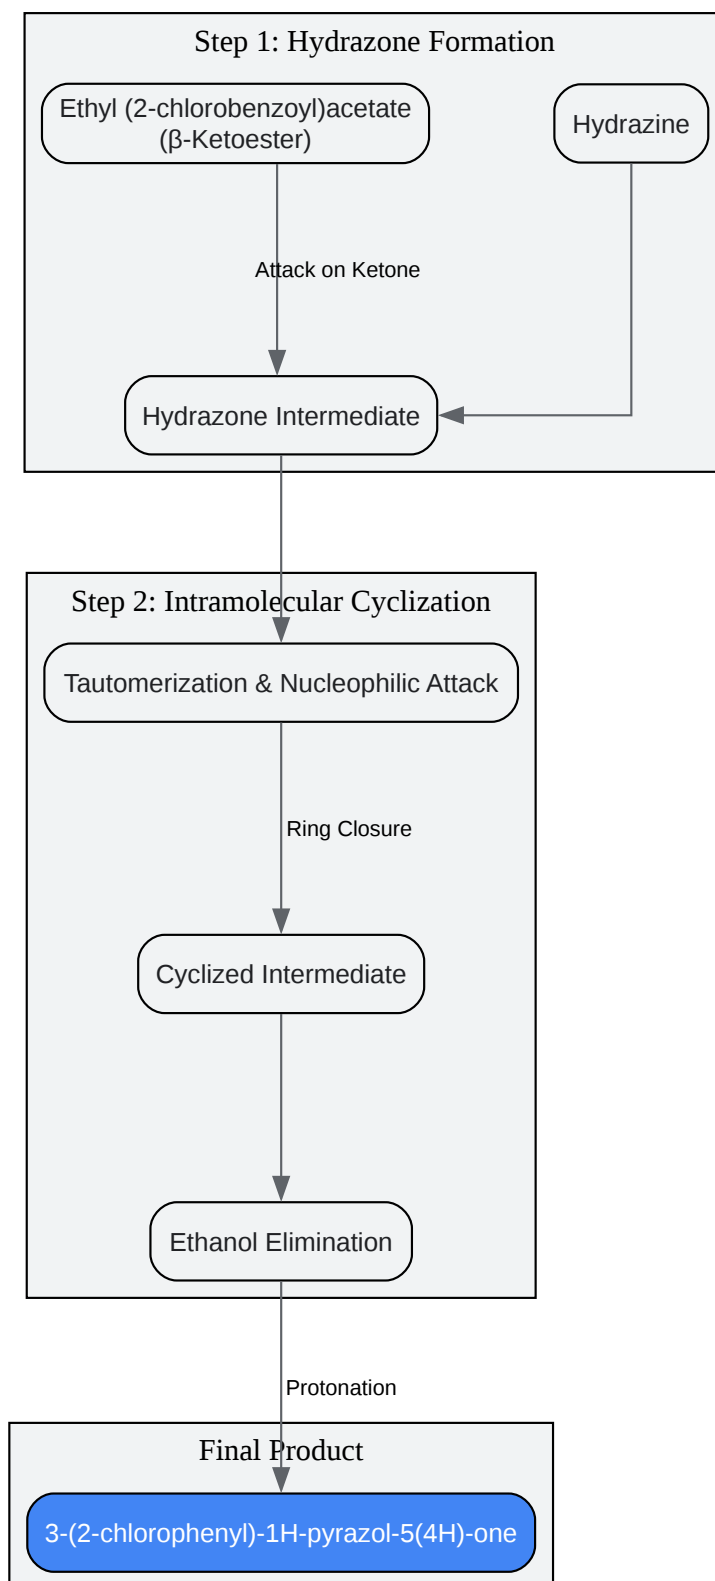 Step 1: Hydrazone Formation
Ethyl (2-chlorobenzoyl)acetate
(β-Ketoester)
Hydrazine
Attack on Ketone
Hydrazone Intermediate
Step 2: Intramolecular Cyclization
Tautomerization & Nucleophilic Attack
Ring Closure
Cyclized Intermediate
Ethanol Elimination
Protonation
Final Product
3-(2-chlorophenyl)-1H-pyrazol-5(4H)-one